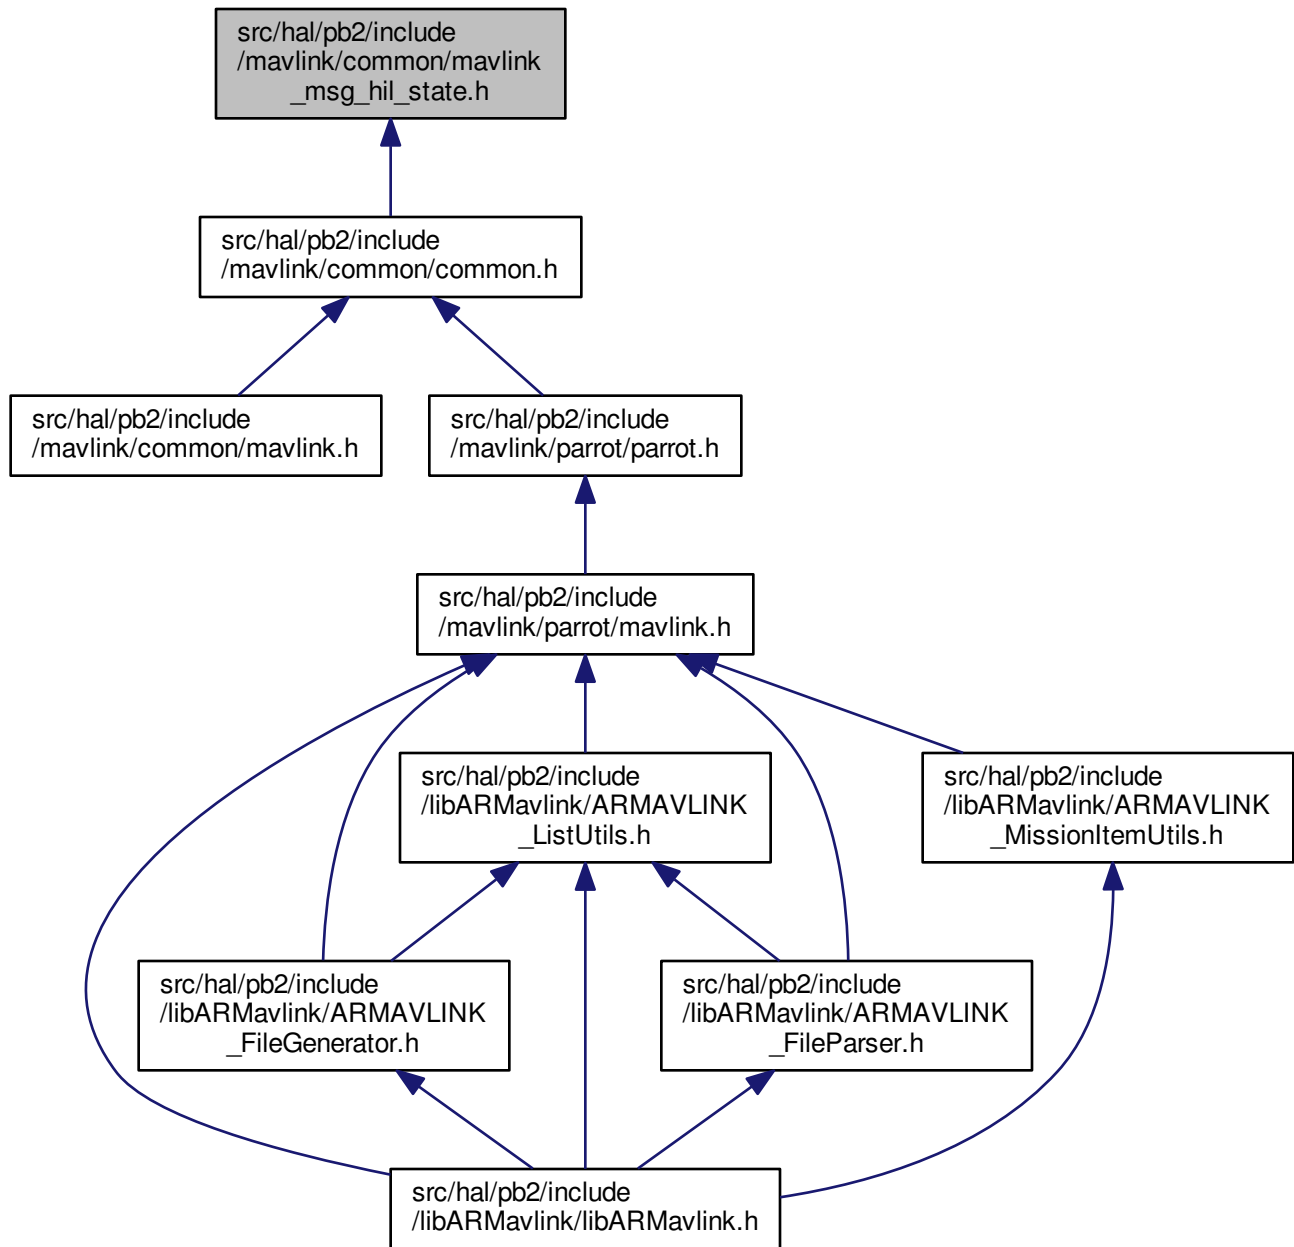 src/hal/pb2/include
/mavlink/common/mavlink
_msg_hil_state.h
src/hal/pb2/include
/mavlink/common/common.h
src/hal/pb2/include
/mavlink/common/mavlink.h
src/hal/pb2/include
/mavlink/parrot/parrot.h
src/hal/pb2/include
/mavlink/parrot/mavlink.h
src/hal/pb2/include
/libARMavlink/ARMAVLINK
_ListUtils.h
src/hal/pb2/include
/libARMavlink/ARMAVLINK
_MissionItemUtils.h
src/hal/pb2/include
/libARMavlink/ARMAVLINK
_FileGenerator.h
src/hal/pb2/include
/libARMavlink/ARMAVLINK
_FileParser.h
src/hal/pb2/include
/libARMavlink/libARMavlink.h